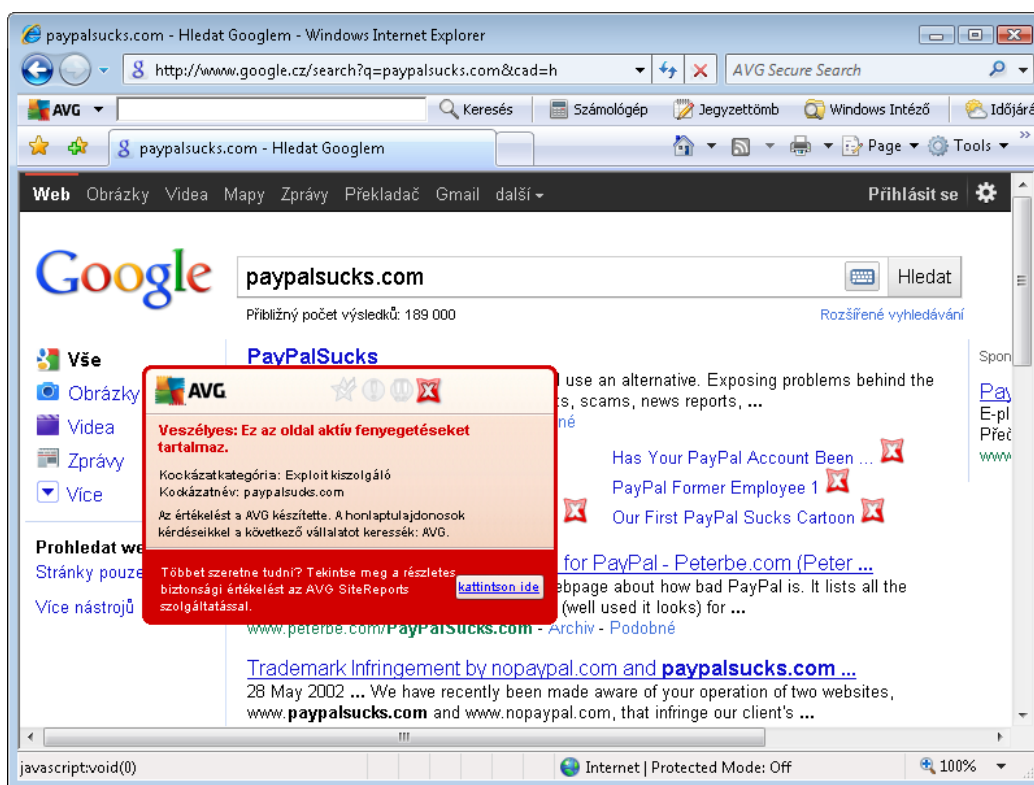 paypalsucks.com - Hledat Googlem - Windows Internet Explorer
http://www.google.cz/search?q=paypalsucks.com&cad=h
AVG Secure Search
AVG
Keresés
Számológép
Jegyzettömb
Windows Intéző
Időjárá
paypalsucks.com - Hledat Googlem
Page
Tools
Web Obrázky Videa Mapy Zprávy Překladač Gmail další
Přihlásit se
Google
paypalsucks.com
Hledat
Přibližný počet výsledků: 189 000
Rozšířené vyhledávání
Vše
Obrázky
Videa
Zprávy
Více
Prohledat we
Stránky pouze
Více nástrojů
PayPalSucks
l use an alternative. Exposing problems behind the
s, scams, news reports, ...
né
Has Your PayPal Account Been ...
PayPal Former Employee 1
Our First PayPal Sucks Cartoon
AVG
Veszélyes: Ez az oldal aktív fenyegetéseket
tartalmaz.
Kockázatkategória: Exploit kiszolgáló
Kockázatnév: paypalsucks.com
Az értékelést a AVG készítette. A honlaptulajdonosok
kérdéseikkel a következő vállalatot keressék: AVG.
Többet szeretne tudni? Tekintse meg a részletes
biztonsági értékelést az AVG SiteReports
szolgáltatással.
kattintson ide
for PayPal - Peterbe.com (Peter ...
ebpage about how bad PayPal is. It lists all the
(well used it looks) for ...
www.peterbe.com/PayPalSucks.com - Archiv - Podobné
Trademark Infringement by nopaypal.com and paypalsucks.com ...
28 May 2002 ... We have recently been made aware of your operation of two websites,
www.paypalsucks.com and www.nopaypal.com, that infringe our client's ...
Spon
Pay
E-pl
Přeč
www
javascript:void(0)
Internet | Protected Mode: Off
100%